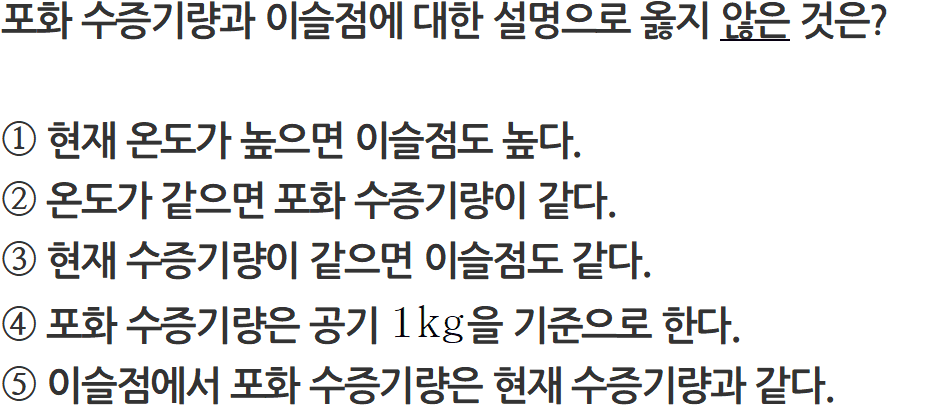 포화 수증기량과 이슬점에 대한 설명으로 옳지 않은 것은?
① 현재 온도가 높으면 이슬점도 높다.
② 온도가 같으면 포화 수증기량이 같다.
③ 현재 수증기량이 같으면 이슬점도 같다.
④ 포화 수증기량은 공기 1kg을 기준으로 한다.
⑤ 이슬점에서 포화 수증기량은 현재 수증기량과 같다.